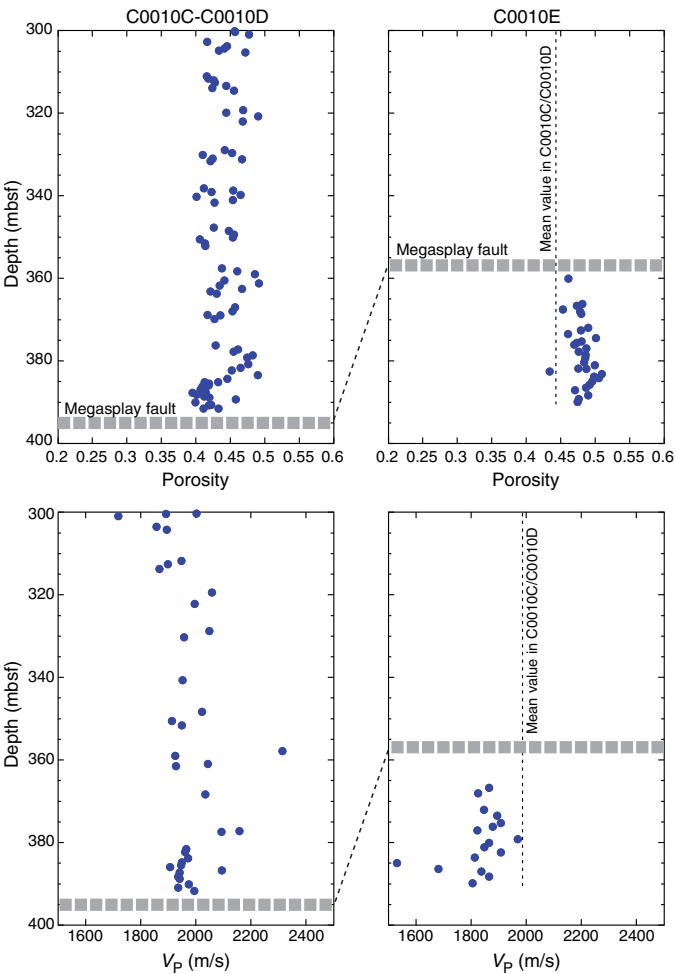 C0010C-C0010D
C0010E
300
320
340
360
380
400
Depth (mbsf)
Megasplay fault
0.2 0.25 0.3 0.35 0.4 0.45 0.5 0.55 0.6
Porosity
Mean value in C0010C/C0010D
Megasplay fault
0.2 0.25 0.3 0.35 0.4 0.45 0.5 0.55 0.6
Porosity
300
320
340
360
380
400
Depth (mbsf)
1600 1800 2000 2200 2400
VP (m/s)
Mean value in C0010C/C0010D
1600 1800 2000 2200 2400
VP (m/s)